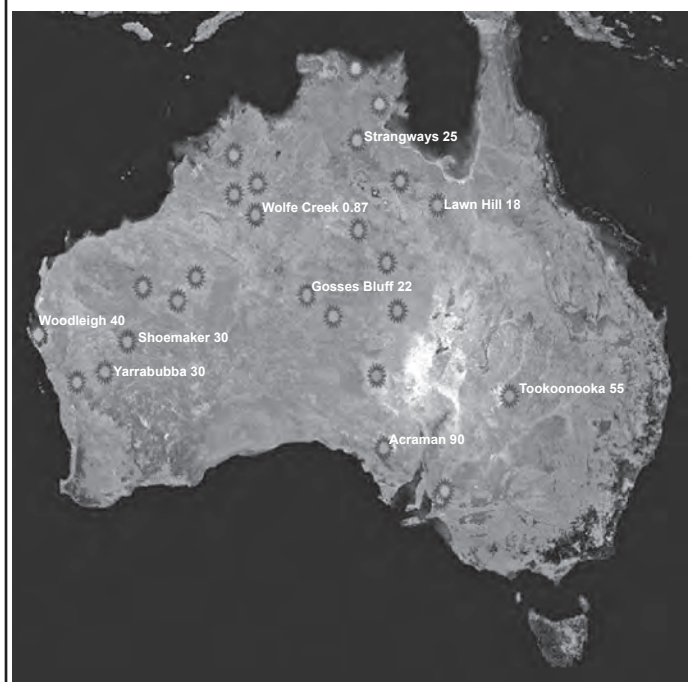 Strangways 25
Lawn Hill 18
Wolfe Creek 0.87
Gosses Bluff 22
Woodleigh 40
Shoemaker 30
Yarrabubba 30
Tookoonooka 55
Acraman 90